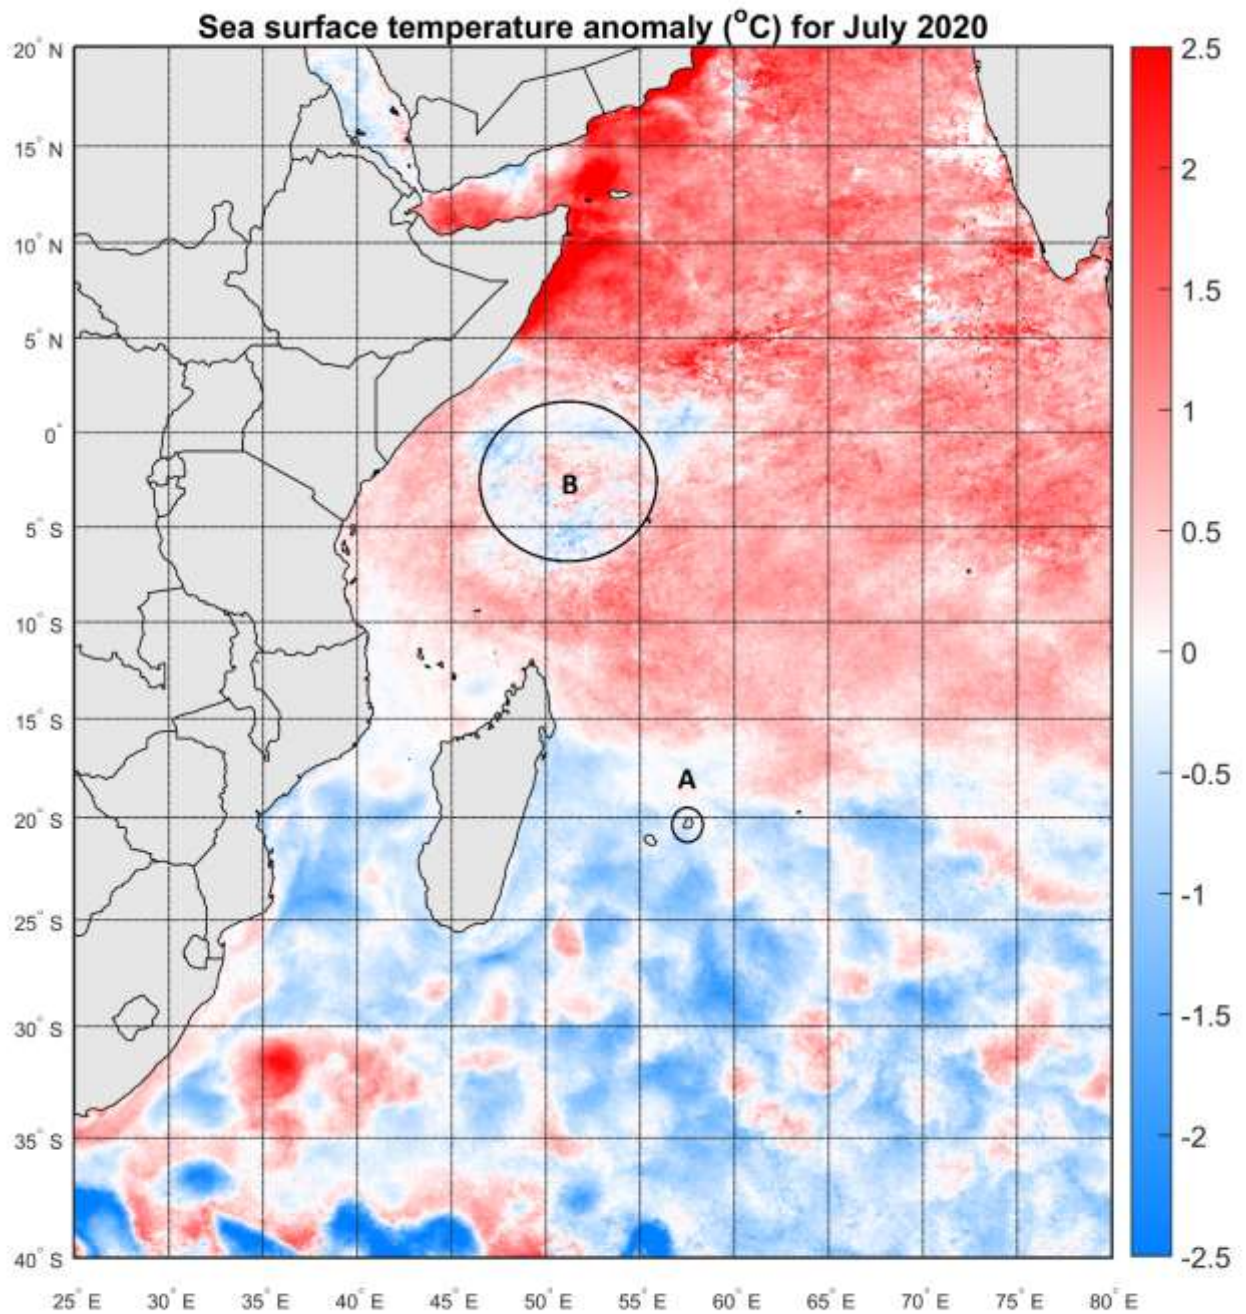 Sea surface temperature anomaly (°C) for July 2020
20° N
15° N
10° N
5° N
0°
5° S
10° S
15° S
20° S
25° S
30° S
35° S
40° S
25° E 30° E 40° E 45° E 50° E 55° E 60° E 65° E 70° E 75° E 80° E
B
A
2.5
2
1.5
1
0.5
0
-0.5
-1
-1.5
-2
-2.5